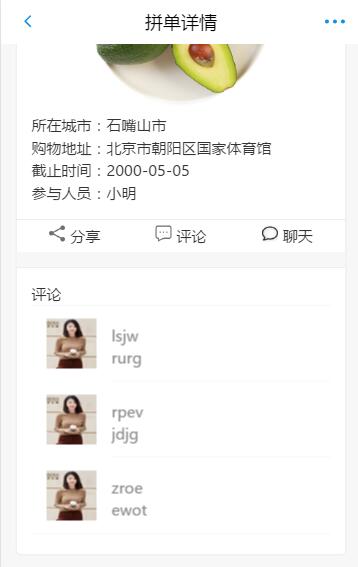 拼单详情
所在城市：石嘴山市
购物地址：北京市朝阳区国家体育馆
截止时间：2000-05-05
参与人员：小明
分享 评论 聊天
评论
lsjw
rurg
rpev
jdjg
zroe
ewot